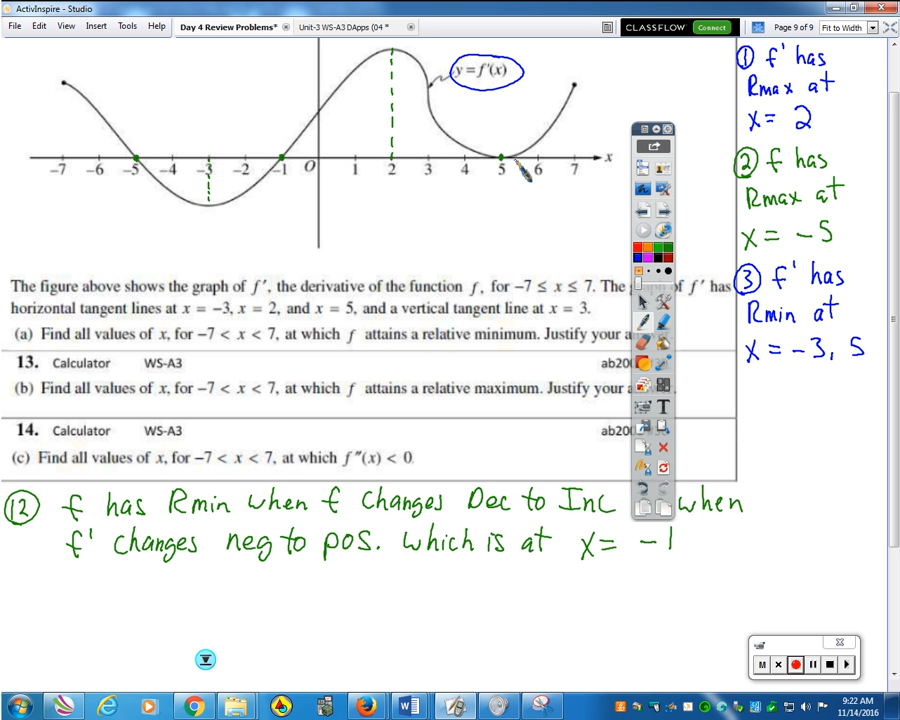 ActivInspire - Studio
File Edit View Insert Tools Help
Day 4 Review Problems*
Unit-3 WS-A3 DApps (04 *
CLASSFLOW Connect
Page 9 of 9
Fit to Width
y = f'(x)
x
O
-7 -6 -5 -4 -3 -2 -1 1 2 3 4 5 6 7
① f' has
Rmax at
x = 2
② f has
Rmax at
x = -5
③ f' has
Rmin at
x = -3, 5
The figure above shows the graph of f', the derivative of the function f, for -7 ≤ x ≤ 7. The of f' has
horizontal tangent lines at x = -3, x = 2, and x = 5, and a vertical tangent line at x = 3.
(a) Find all values of x, for -7 < x < 7, at which f attains a relative minimum. Justify your a
13. Calculator WS-A3 ab20
(b) Find all values of x, for -7 < x < 7, at which f attains a relative maximum. Justify your a
14. Calculator WS-A3 ab20
(c) Find all values of x, for -7 < x < 7, at which f''(x) < 0.
⑫ f has Rmin when f changes Dec to Inc when
f' changes neg to pos. which is at x = -1
T
M
9:22 AM
11/14/2016